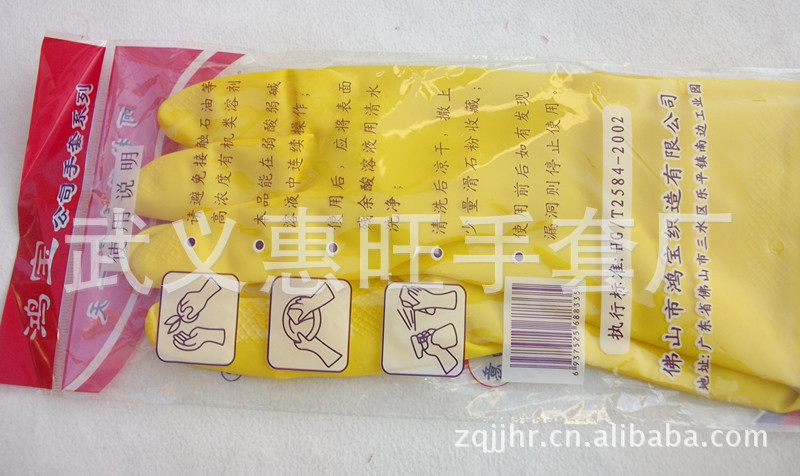 鸿宝
公司手套系列
使用说明
请避免接触石油等
高浓度有机类容剂
本品能在弱酸弱碱
溶液中连续操作；
使用后，应将表面
残余酸溶液用清水
洗净；
清洗后凉干，撒上
少量滑石粉收藏；
使用前后如有发现
漏洞则停止使用。
执行标准:HG/T2584-2002
佛山市鸿宝织造有限公司
地址:广东省佛山市三水区乐平镇南边工业园
武义惠旺手套厂
zqjjhr.cn.alibaba.com